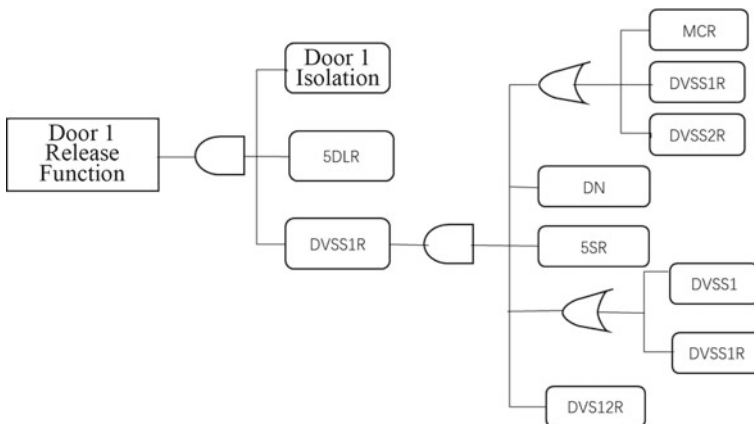 Door 1
Release
Function
Door 1
Isolation
5DLR
DVSS1R
MCR
DVSS1R
DVSS2R
DN
5SR
DVSS1
DVSS1R
DVS12R